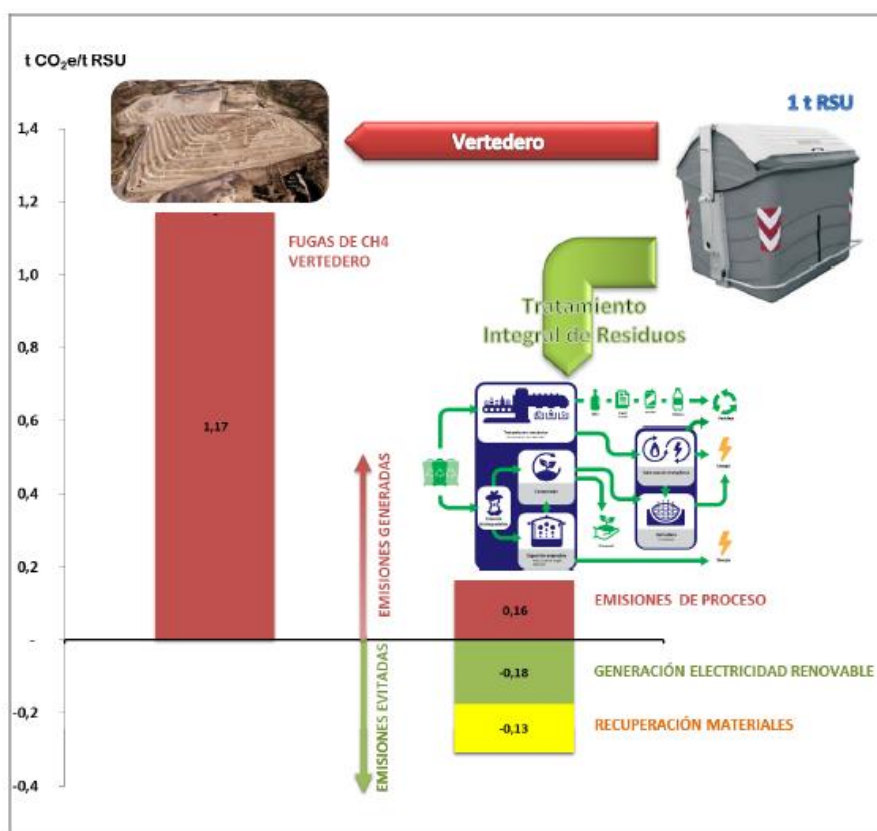 t CO₂e/t RSU
1 t RSU
1,4
Vertedero
1,2
FUGAS DE CH4
VERTEDERO
1,0
Tratamiento
Integral de Residuos
0,8
0,6
1,17
0,4
0,2
EMISIONES GENERADAS
EMISIONES DE PROCESO
0,16
-
EMISIONES EVITADAS
-0,18
GENERACIÓN ELECTRICIDAD RENOVABLE
-0,2
-0,13
RECUPERACIÓN MATERIALES
-0,4